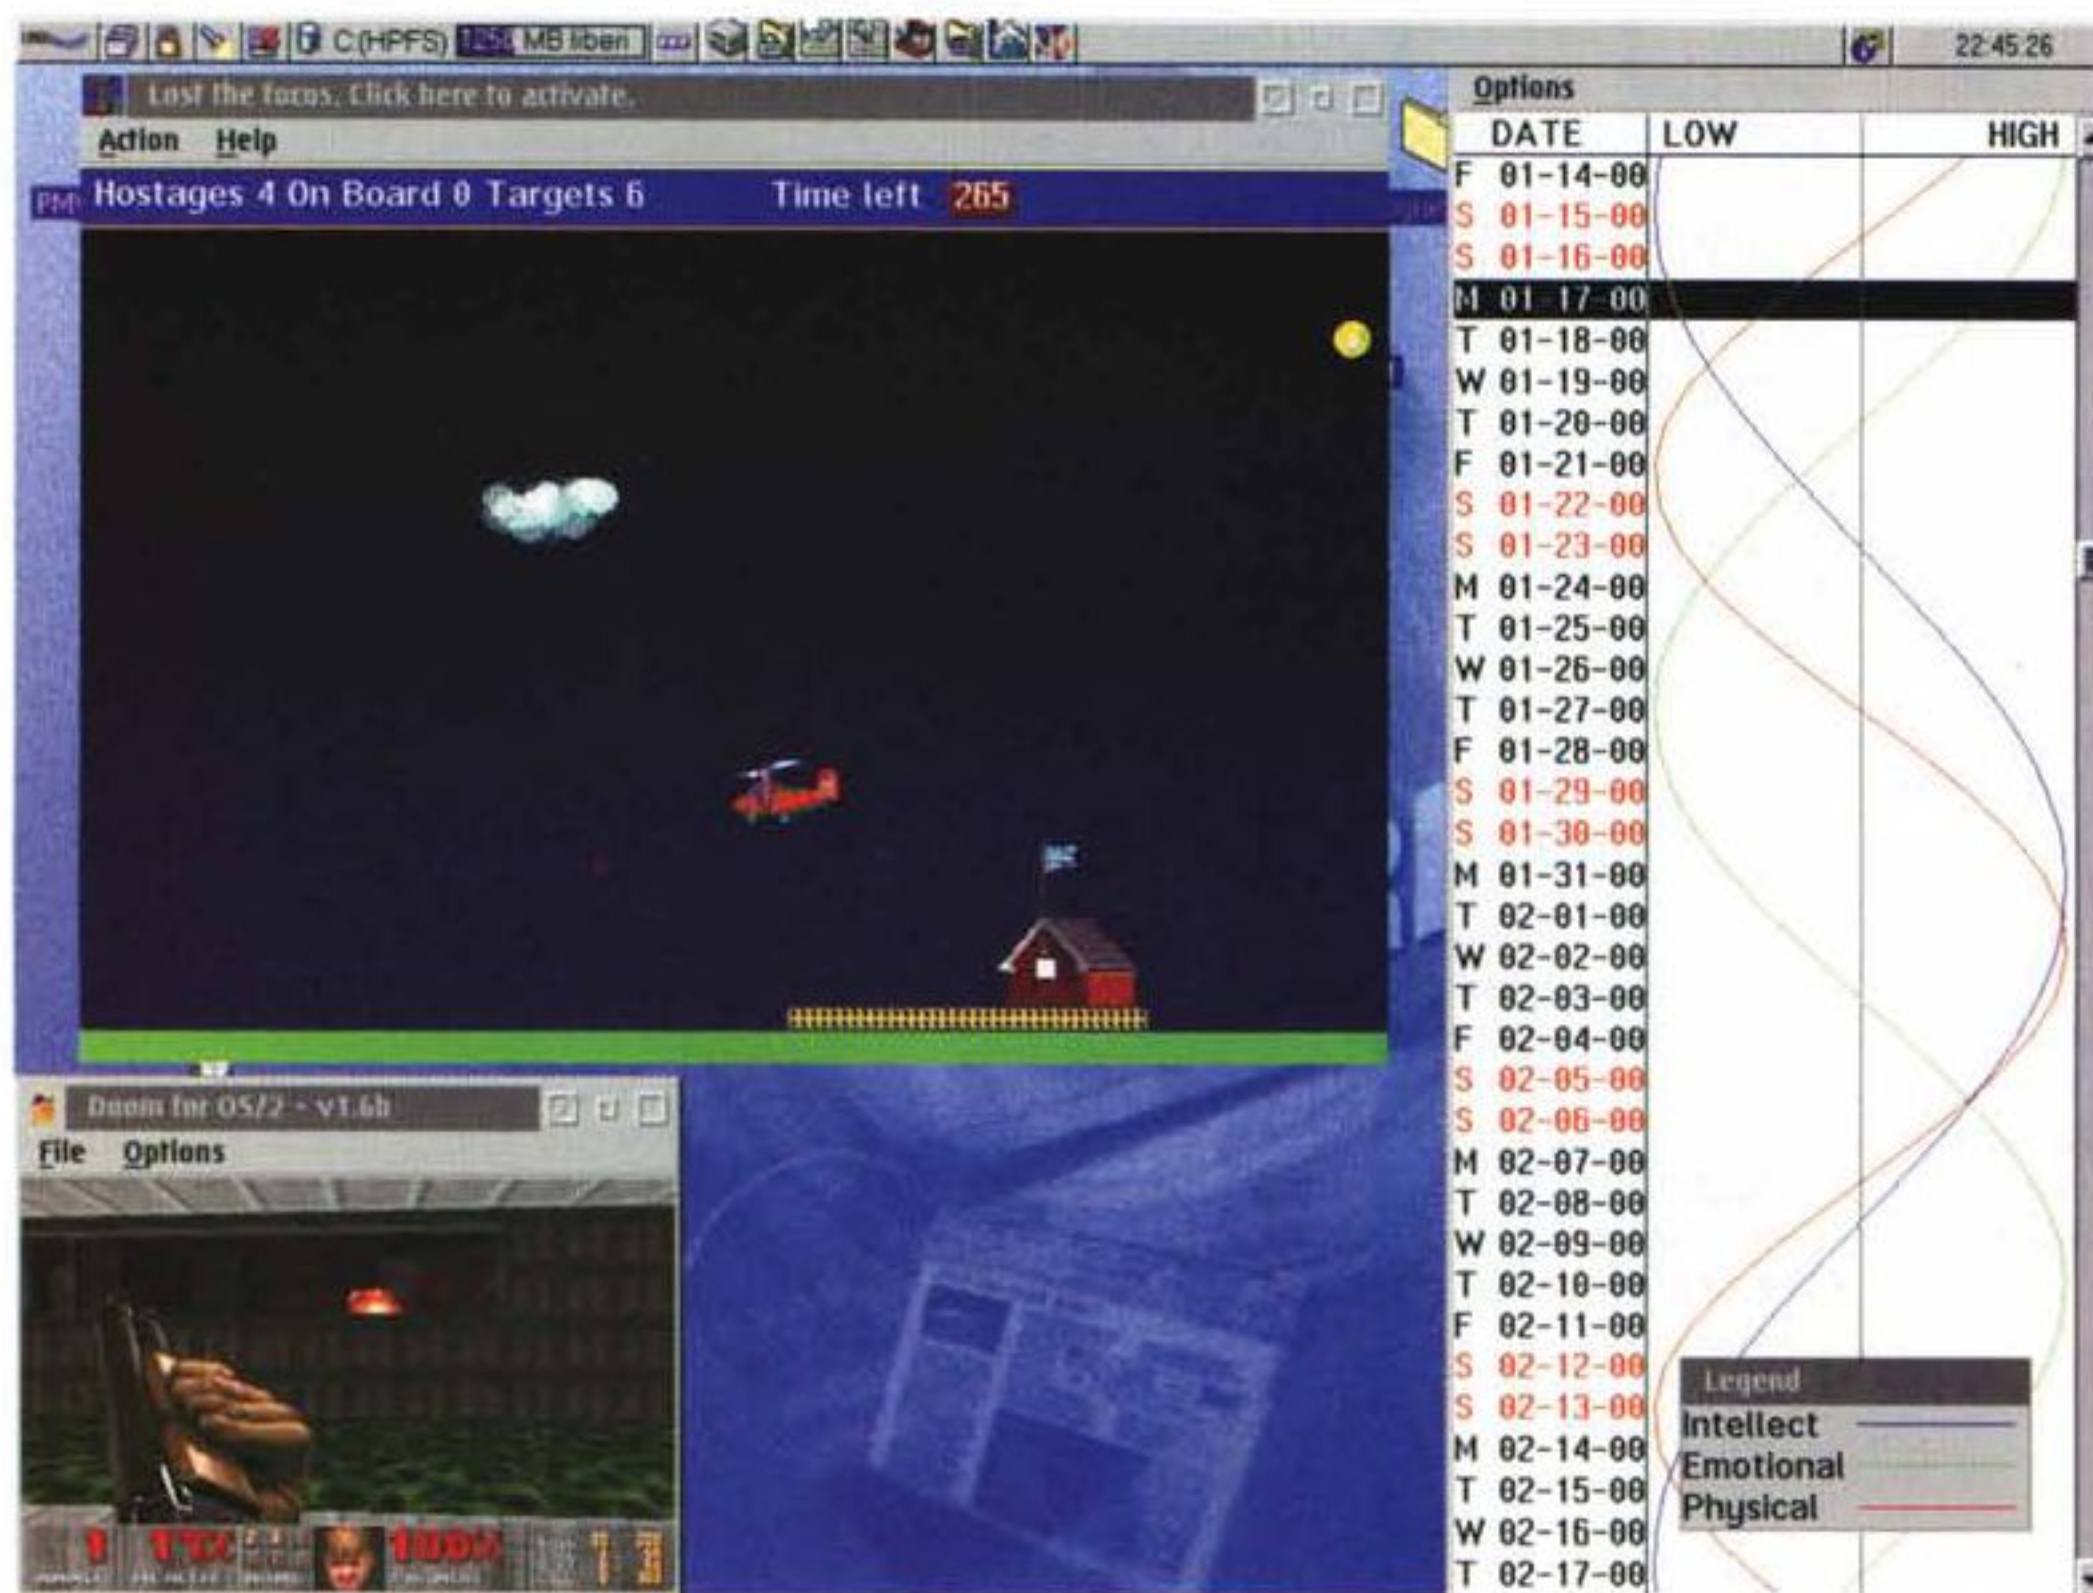 C:(HPFS) MB liben
22:45:26
Lost the focus. Click here to activate.
Action Help
Hostages 4 On Board 0 Targets 6 Time left 265
PM
Options
DATE LOW HIGH
F 01-14-00
S 01-15-00
S 01-16-00
M 01-17-00
T 01-18-00
W 01-19-00
T 01-20-00
F 01-21-00
S 01-22-00
S 01-23-00
M 01-24-00
T 01-25-00
W 01-26-00
T 01-27-00
F 01-28-00
S 01-29-00
S 01-30-00
M 01-31-00
T 02-01-00
W 02-02-00
T 02-03-00
F 02-04-00
S 02-05-00
S 02-06-00
M 02-07-00
T 02-08-00
W 02-09-00
T 02-10-00
F 02-11-00
S 02-12-00
S 02-13-00
M 02-14-00
T 02-15-00
W 02-16-00
T 02-17-00
Legend
Intellect
Emotional
Physical
Doom for OS/2 - v1.6b
File Options